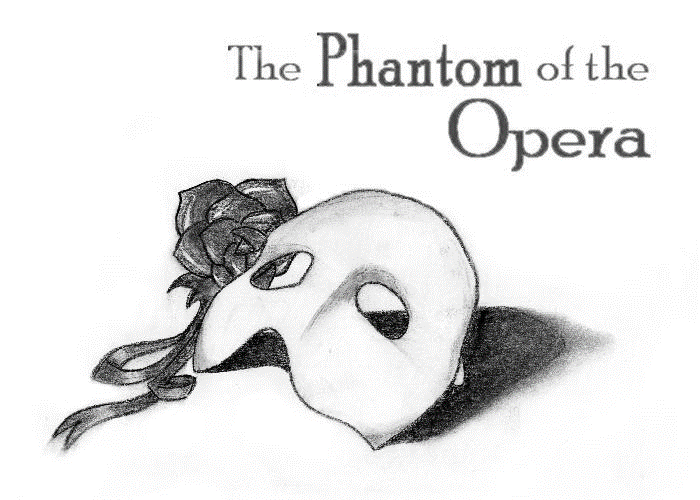 The Phantom of the
Opera